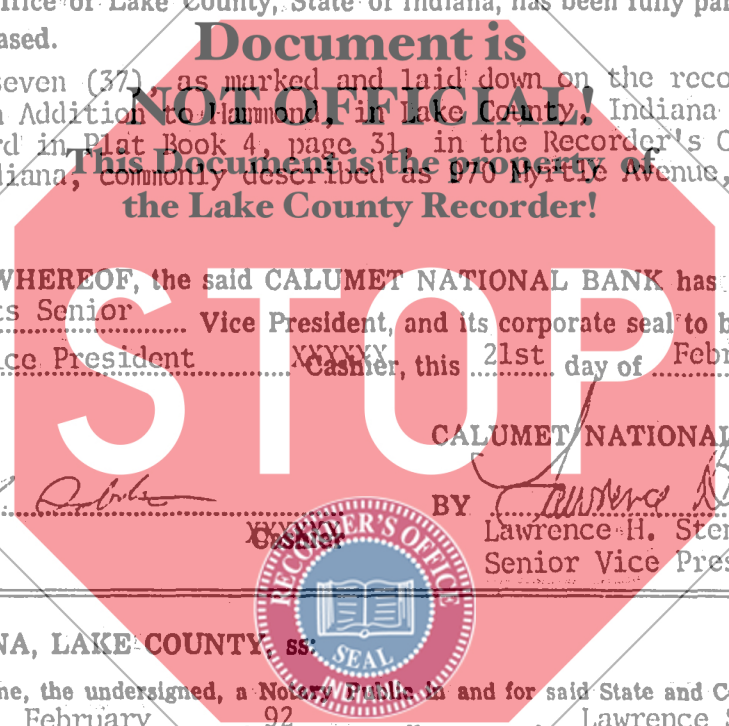 ffice of Lake County, State of Indiana, has been fully pa
ased.
Document is
seven (37), as marked and laid down on the reco
Addition to Hammond, in Lake County, Indiana
NOT OFFICIAL!
rd in Plat Book 4, page 31, in the Recorder's O
This Document is the property of
diana, commonly described as 970 Myrtle Avenue,
the Lake County Recorder!
WHEREOF, the said CALUMET NATIONAL BANK has
ts Senior Vice President, and its corporate seal to b
ice President XXXXXX Cashier, this 21st day of Febr
STOP
CALUMET NATIONAL
BY Lawrence
XXXXXX Cashier
Lawrence H. Ste
Senior Vice Pres
RECORDER'S OFFICE
SEAL
INDIANA
NA, LAKE COUNTY, ss:
me, the undersigned, a Notary Public in and for said State and C
February 92 Lawrence S